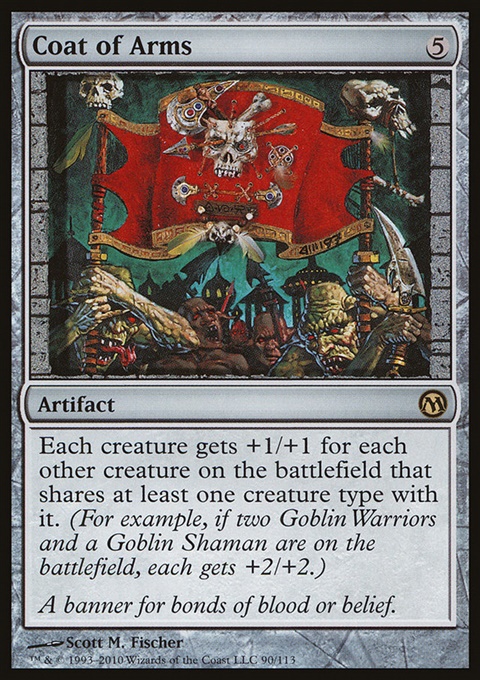 Coat of Arms 5
Artifact
Each creature gets +1/+1 for each
other creature on the battlefield that
shares at least one creature type with
it. (For example, if two Goblin Warriors
and a Goblin Shaman are on the
battlefield, each gets +2/+2.)
A banner for bonds of blood or belief.
Scott M. Fischer
™ & © 1993–2010 Wizards of the Coast LLC 90/113